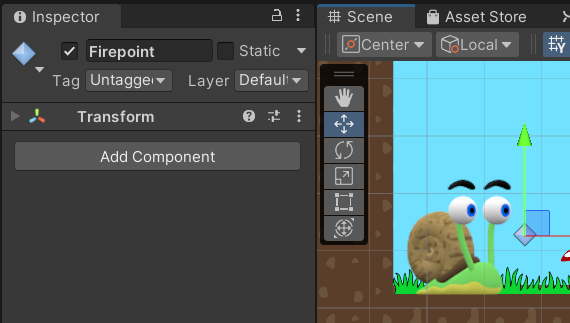 Inspector
Firepoint
Static
Tag
Untagged
Layer
Default
Transform
Add Component
Scene
Asset Store
Center
Local